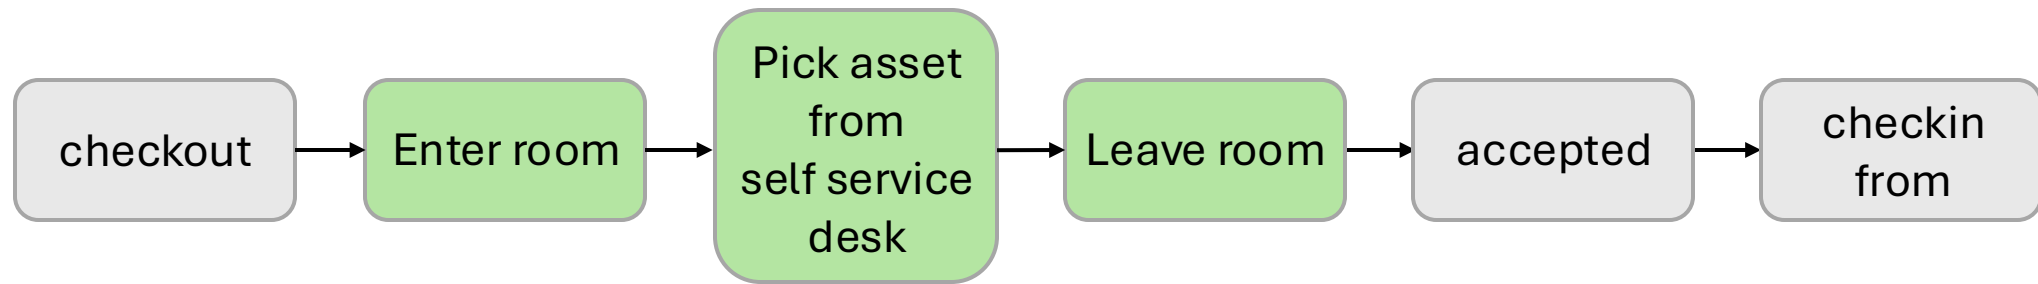 checkout
Enter room
Pick asset
from
self service
desk
Leave room
accepted
checkin
from